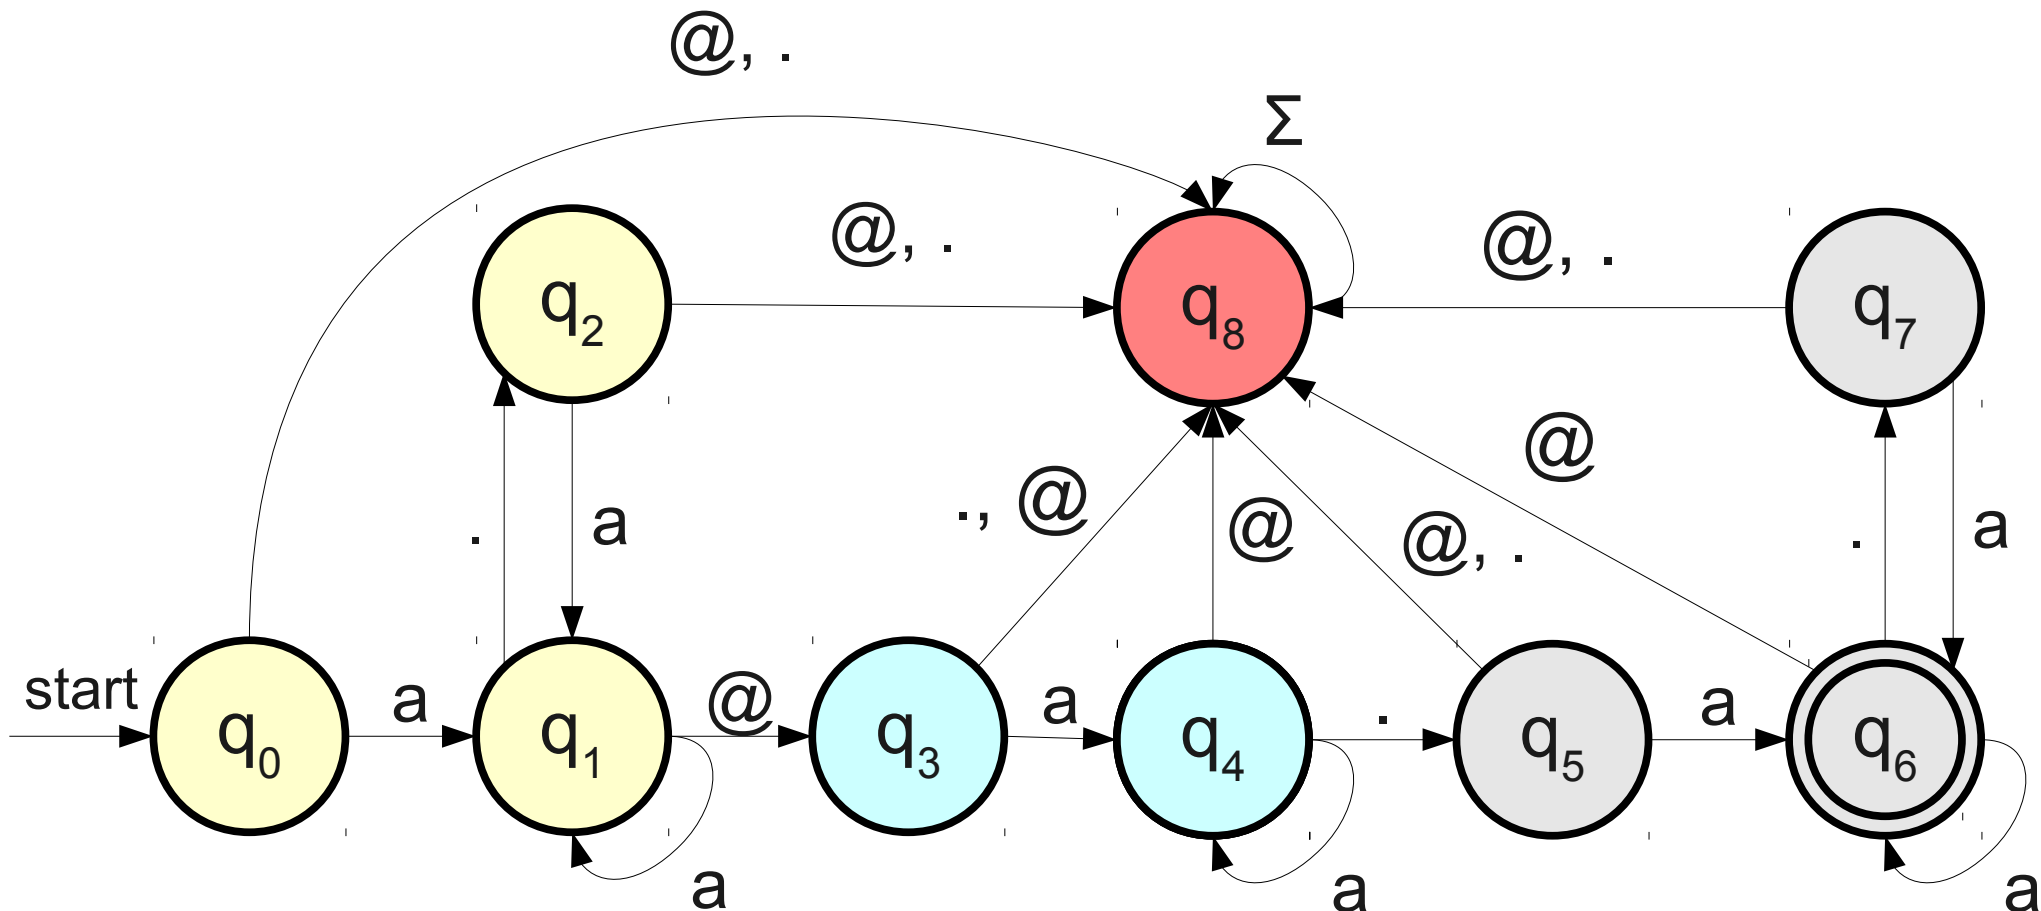 @, .
Σ
@, .
@, .
q2
q8
q7
@
., @
@
@, .
.
a
.
a
start
a
@
a
.
a
q0
q1
q3
q4
q5
q6
a
a
a